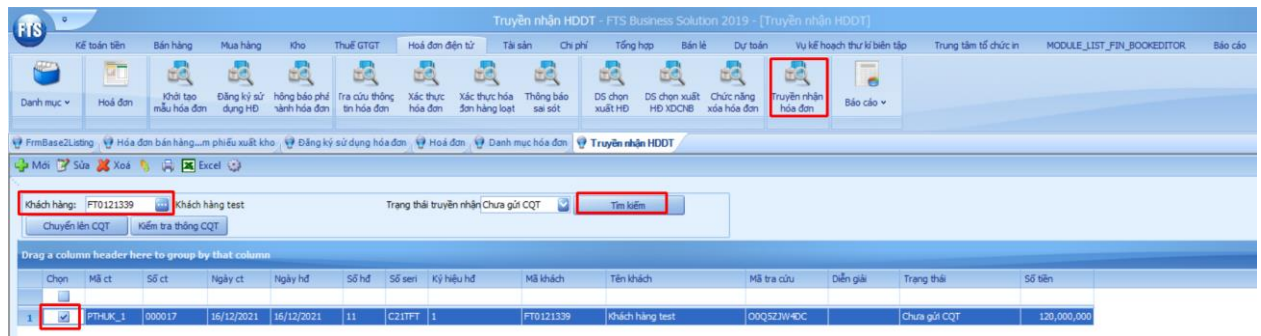 FTS
Truyền nhận HDDT - FTS Business Solution 2019 - [Truyền nhận HDDT]
Kế toán tiền Bán hàng Mua hàng Kho Thuế GTGT Hoá đơn điện tử Tài sản Chi phí Tổng hợp Bán lẻ Dự toán Vụ kế hoạch thư kí biên tập Trung tâm tổ chức in MODULE_LIST_FIN_BOOKEDITOR Báo cáo
Danh mục Hoá đơn Khởi tạo Đăng ký sử hông báo phá Tra cứu thông Xác thực Xác thực hóa Thông báo DS chọn DS chọn xuất Chức năng Truyền nhận Báo cáo
mẫu hóa đơn dụng HĐ hành hóa đơn tin hóa đơn hóa đơn đơn hàng loạt sai sót xuất HĐ HĐ XDCNB xóa hóa đơn hóa đơn
FrmBase2Listing Hóa đơn bán hàng....m phiếu xuất kho Đăng ký sử dụng hóa đơn Hoá đơn Danh mục hóa đơn Truyền nhận HDDT
Mới Sửa Xoá Excel
Khách hàng: FT0121339 Khách hàng test Trạng thái truyền nhận Chưa gửi CQT Tìm kiếm
Chuyển lên CQT Kiểm tra thông CQT
Drag a column header here to group by that column
Chọn Mã ct Số ct Ngày ct Ngày hđ Số hđ Số seri Ký hiệu hđ Mã khách Tên khách Mã tra cứu Diễn giải Trạng thái Số tiền
1 PTHUK_1 000017 16/12/2021 16/12/2021 11 C21TFT 1 FT0121339 Khách hàng test Chưa gửi CQT 120,000,000